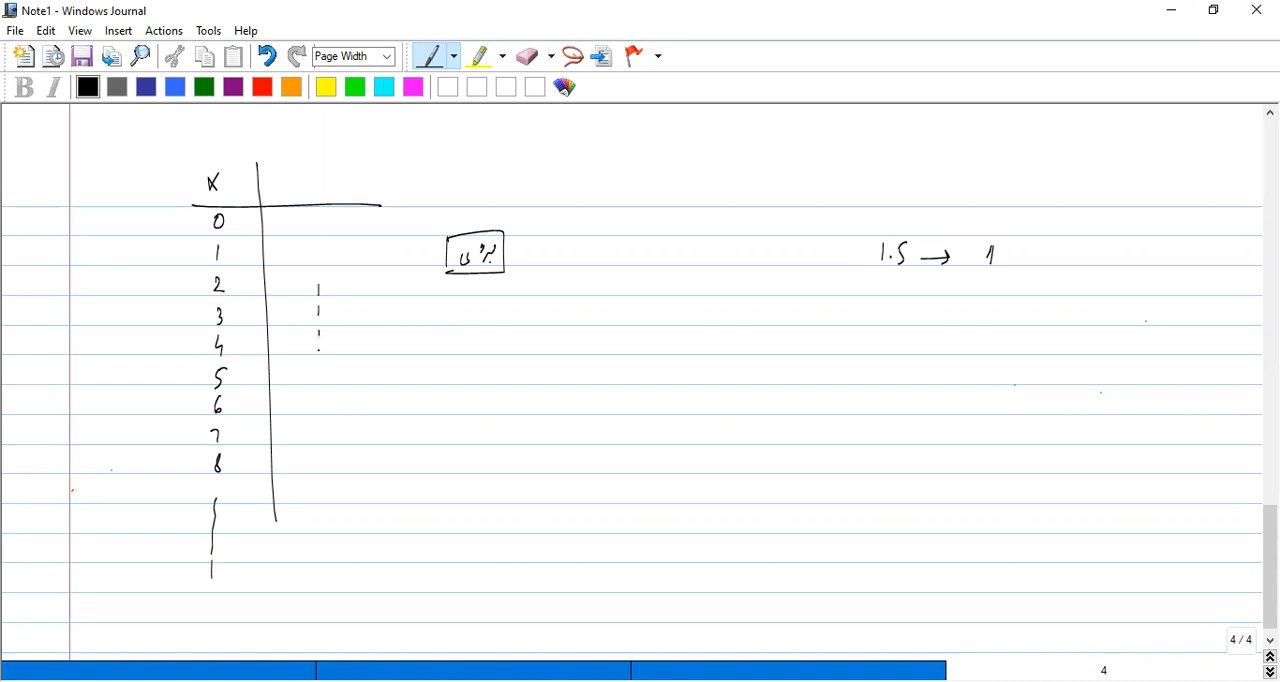 Note1 - Windows Journal
File Edit View Insert Actions Tools Help
Page Width
B I
x
0
1
2
3
4
5
6
7
8
1.5 → 1
4 / 4
4